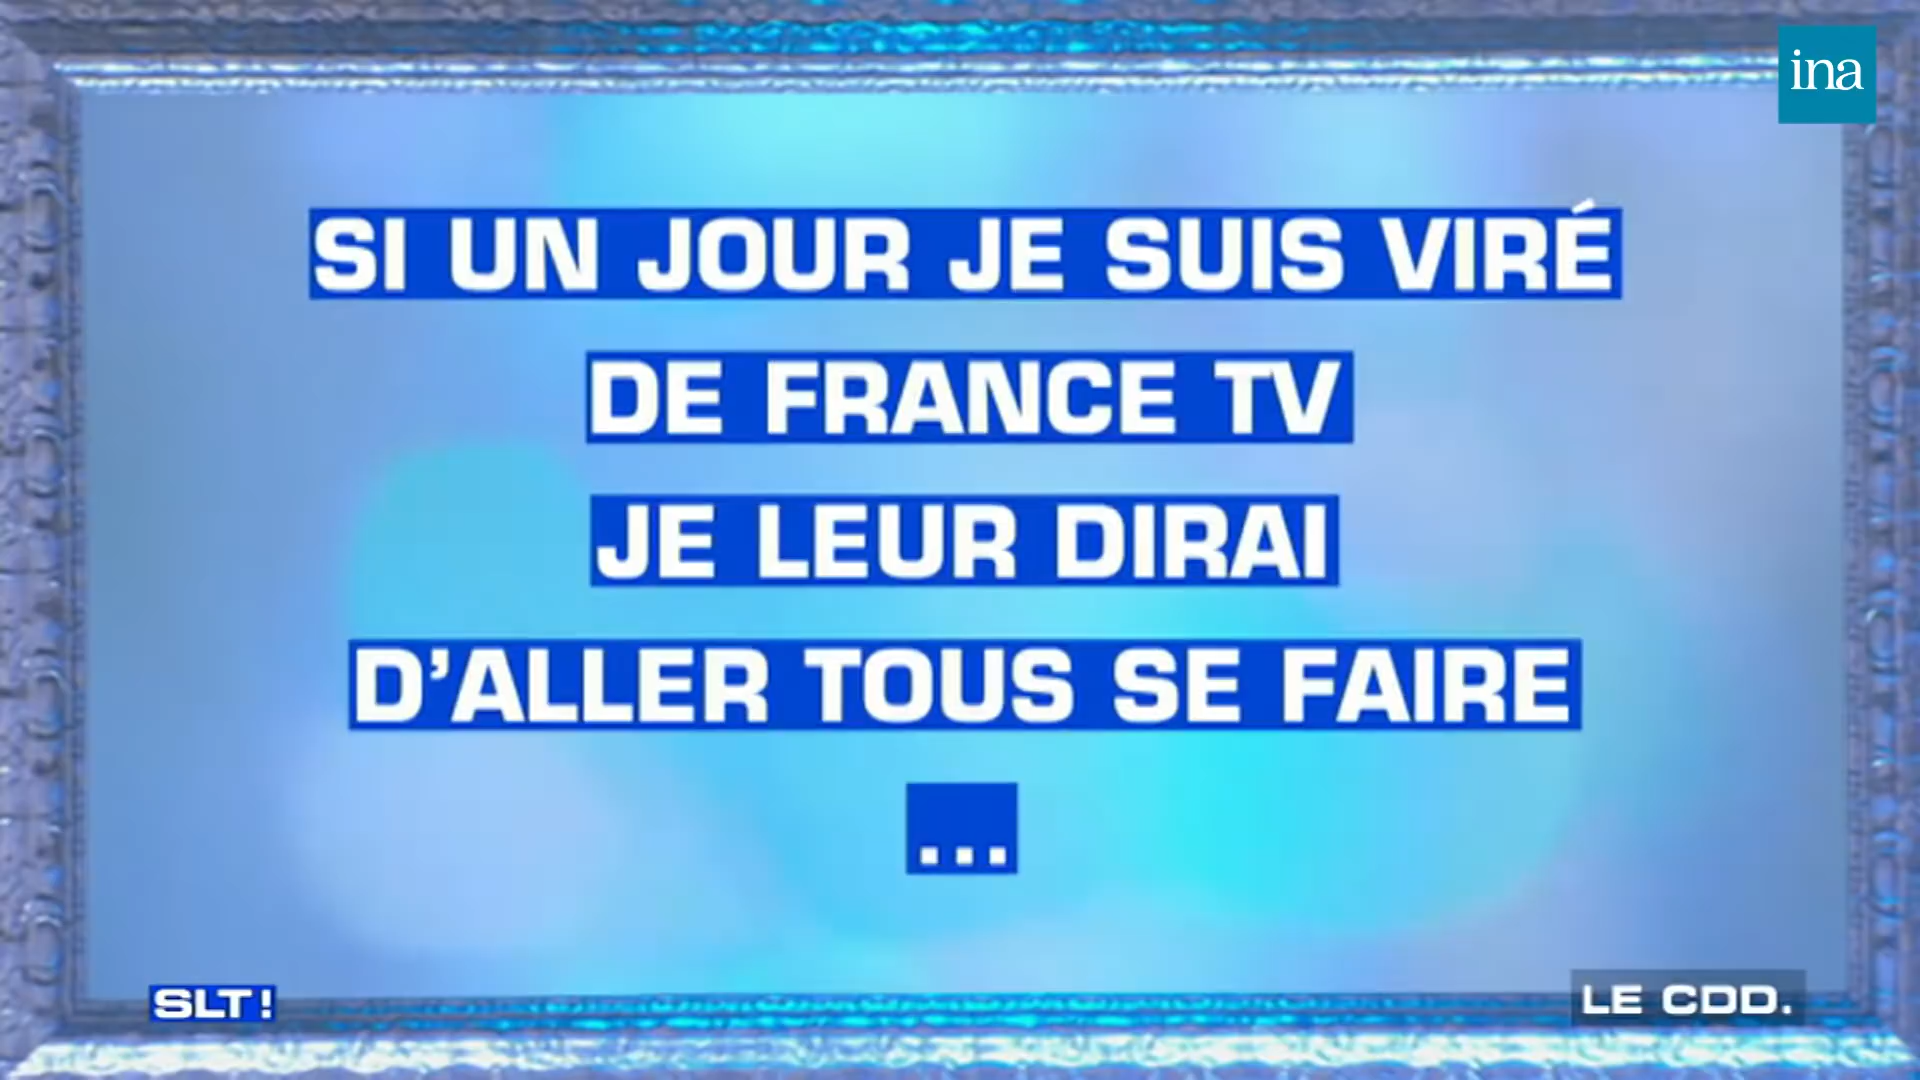 ina
SI UN JOUR JE SUIS VIRÉ
DE FRANCE TV
JE LEUR DIRAI
D'ALLER TOUS SE FAIRE
...
SLT!
LE CDD.